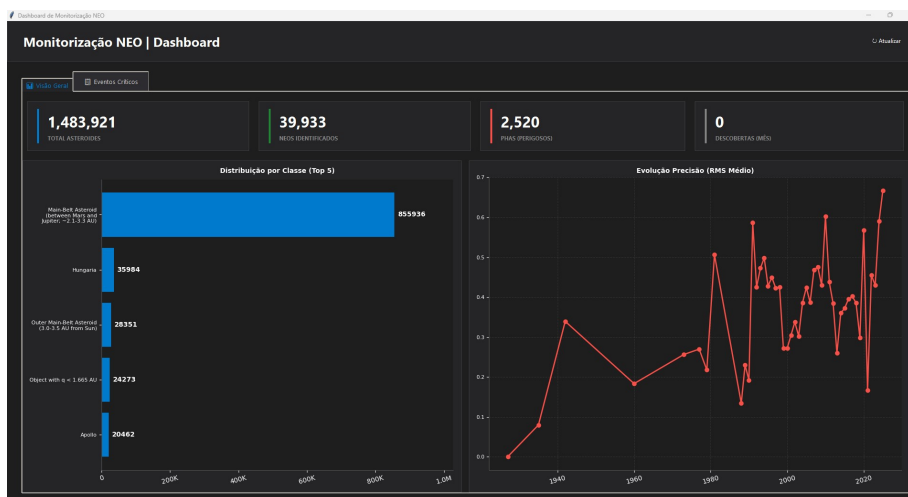 Dashboard de Monitorização NEO
Monitorização NEO | Dashboard
Atualizar
Visão Geral
Eventos Críticos
1,483,921
TOTAL ASTEROIDES
39,933
NEOS IDENTIFICADOS
2,520
PHAS (PERIGOSOS)
0
DESCOBERTAS (MÊS)
Distribuição por Classe (Top 5)
Main-Belt Asteroid
(between Mars and
Jupiter; ~2.1-3.3 AU)
855936
Hungaria
35984
Outer Main-Belt Asteroid
(3.0-3.5 AU from Sun)
28351
Object with q < 1.665 AU
24273
Apollo
20462
0 200K 400K 600K 800K 1.0M
Evolução Precisão (RMS Médio)
0.7
0.6
0.5
0.4
0.3
0.2
0.1
0.0
1940 1960 1980 2000 2020